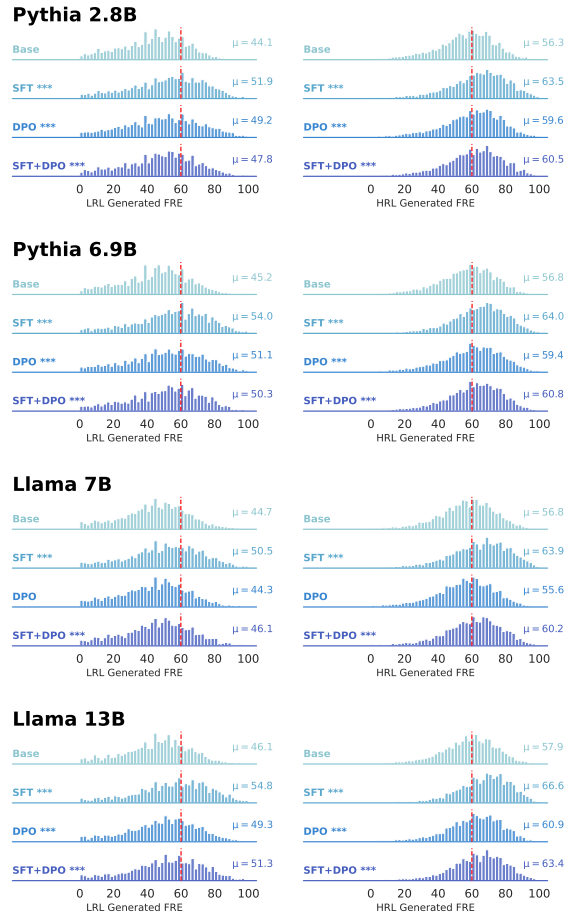 Pythia 2.8B
Base μ = 44.1 Base μ = 56.3
SFT *** μ = 51.9 SFT *** μ = 63.5
DPO *** μ = 49.2 DPO *** μ = 59.6
SFT+DPO *** μ = 47.8 SFT+DPO *** μ = 60.5
0 20 40 60 80 100 0 20 40 60 80 100
LRL Generated FRE HRL Generated FRE
Pythia 6.9B
Base μ = 45.2 Base μ = 56.8
SFT *** μ = 54.0 SFT *** μ = 64.0
DPO *** μ = 51.1 DPO *** μ = 59.4
SFT+DPO *** μ = 50.3 SFT+DPO *** μ = 60.8
0 20 40 60 80 100 0 20 40 60 80 100
LRL Generated FRE HRL Generated FRE
Llama 7B
Base μ = 44.7 Base μ = 56.8
SFT *** μ = 50.5 SFT *** μ = 63.9
DPO μ = 44.3 DPO μ = 55.6
SFT+DPO *** μ = 46.1 SFT+DPO *** μ = 60.2
0 20 40 60 80 100 0 20 40 60 80 100
LRL Generated FRE HRL Generated FRE
Llama 13B
Base μ = 46.1 Base μ = 57.9
SFT *** μ = 54.8 SFT *** μ = 66.6
DPO *** μ = 49.3 DPO *** μ = 60.9
SFT+DPO *** μ = 51.3 SFT+DPO *** μ = 63.4
0 20 40 60 80 100 0 20 40 60 80 100
LRL Generated FRE HRL Generated FRE